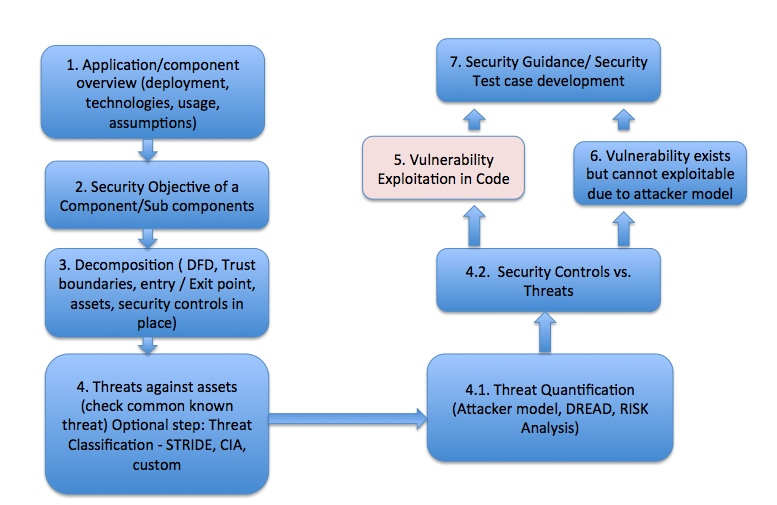 1. Application/component
overview (deployment,
technologies, usage,
assumptions)
2. Security Objective of a
Component/Sub components
3. Decomposition ( DFD, Trust
boundaries, entry / Exit point,
assets, security controls in
place)
4. Threats against assets
(check common known
threat) Optional step: Threat
Classification - STRIDE, CIA,
custom
4.1. Threat Quantification
(Attacker model, DREAD, RISK
Analysis)
4.2. Security Controls vs.
Threats
5. Vulnerability
Exploitation in Code
6. Vulnerability exists
but cannot exploitable
due to attacker model
7. Security Guidance/ Security
Test case development